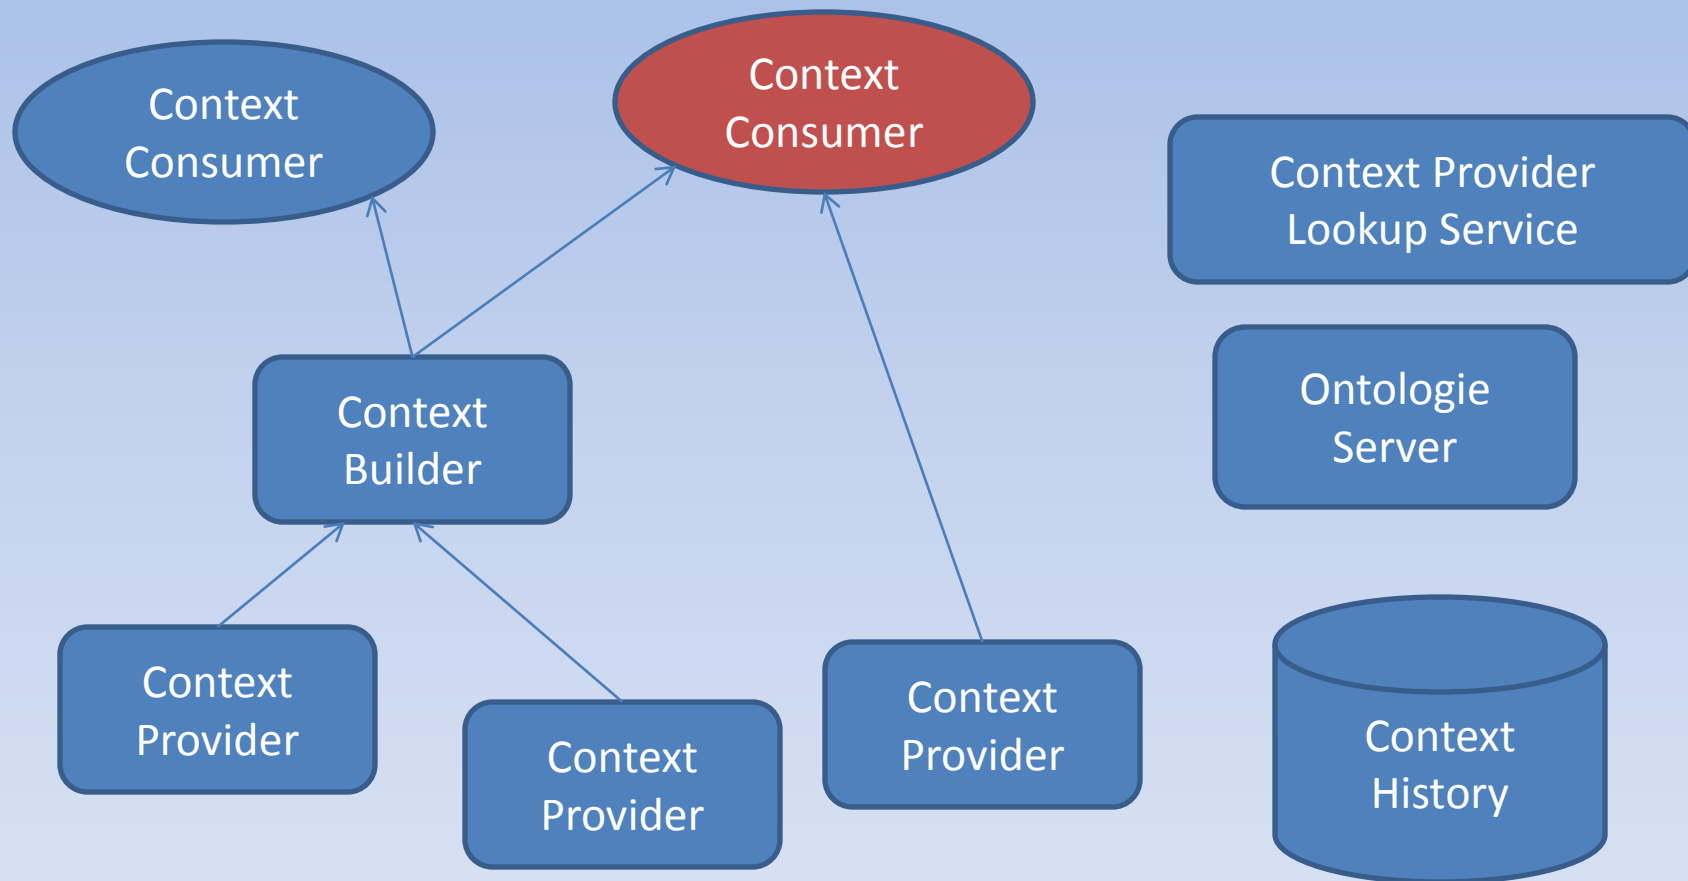 Context
Consumer
Context
Consumer
Context Provider
Lookup Service
Ontologie
Server
Context
Builder
Context
Provider
Context
Provider
Context
Provider
Context
History